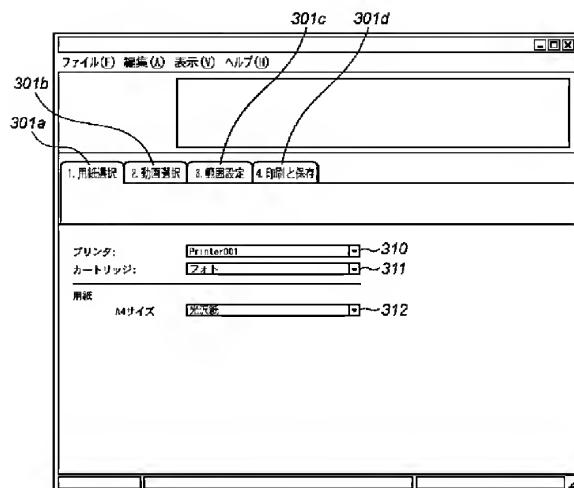 301c 301d
301b
301a
ファイル(F) 編集(A) 表示(V) ヘルプ(H)
1. 用紙選択 2. 動画選択 3. 範囲設定 4. 印刷と保存
プリンタ: Printer001 310
カートリッジ: フォト 311
用紙
A4サイズ 光沢紙 312